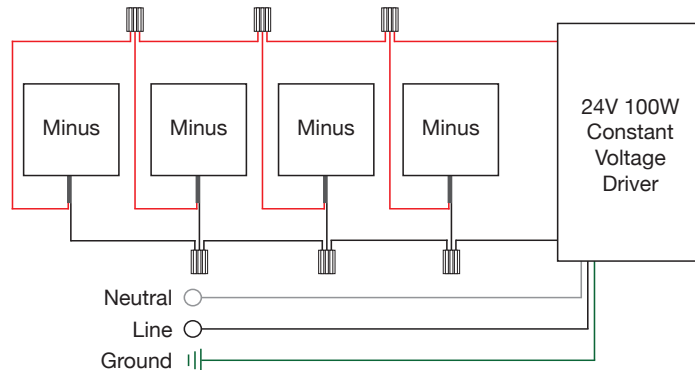 Minus
Minus
Minus
Minus
24V 100W
Constant
Voltage
Driver
Neutral
Line
Ground